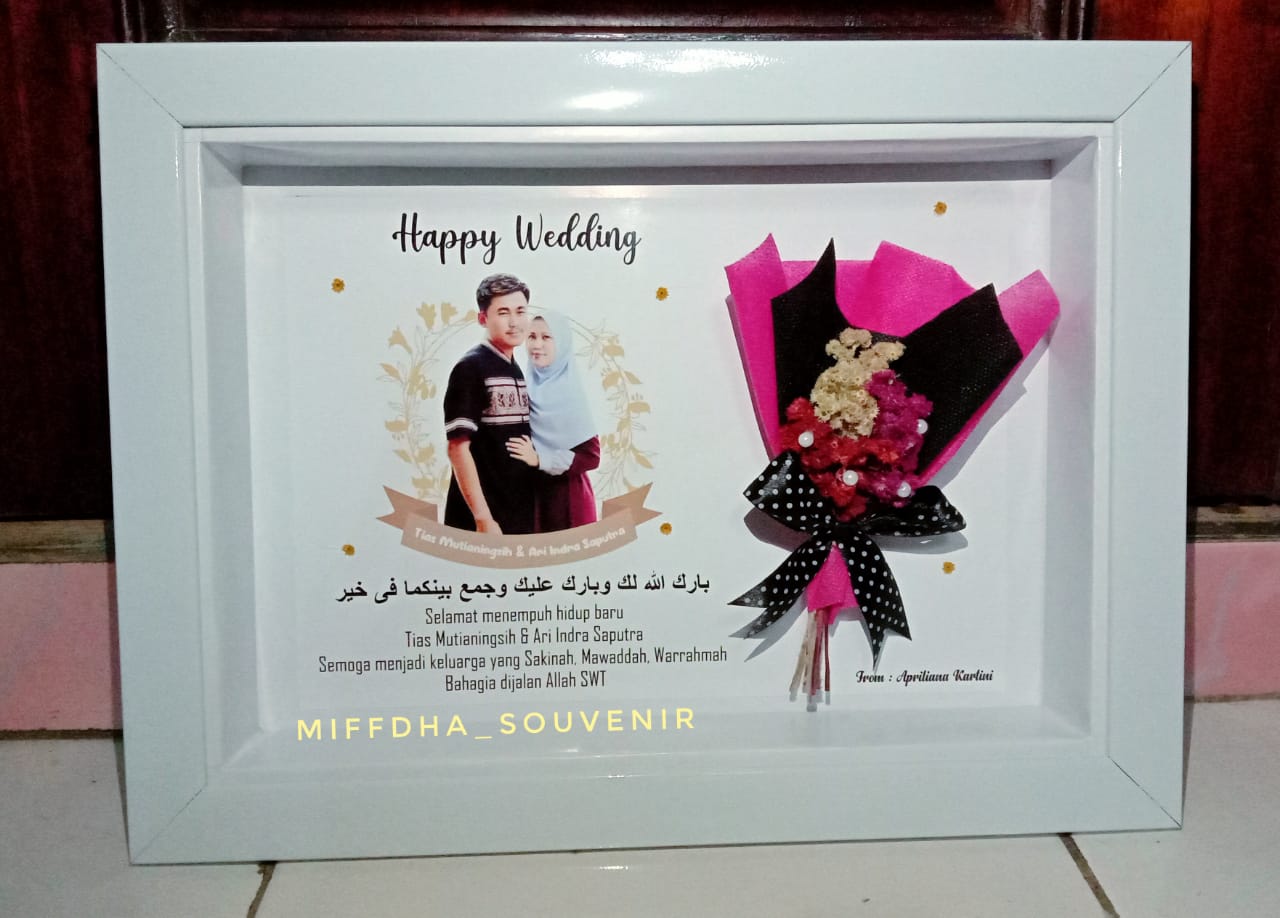 Happy Wedding
Tias Mutianingsih & Ari Indra Saputra
بارك الله لك وبارك عليك وجمع بينكما فى خير
Selamat menempuh hidup baru
Tias Mutianingsih & Ari Indra Saputra
Semoga menjadi keluarga yang Sakinah, Mawaddah, Warrahmah
Bahagia dijalan Allah SWT
From : Apriliana Kartini
MIFFDHA_SOUVENIR